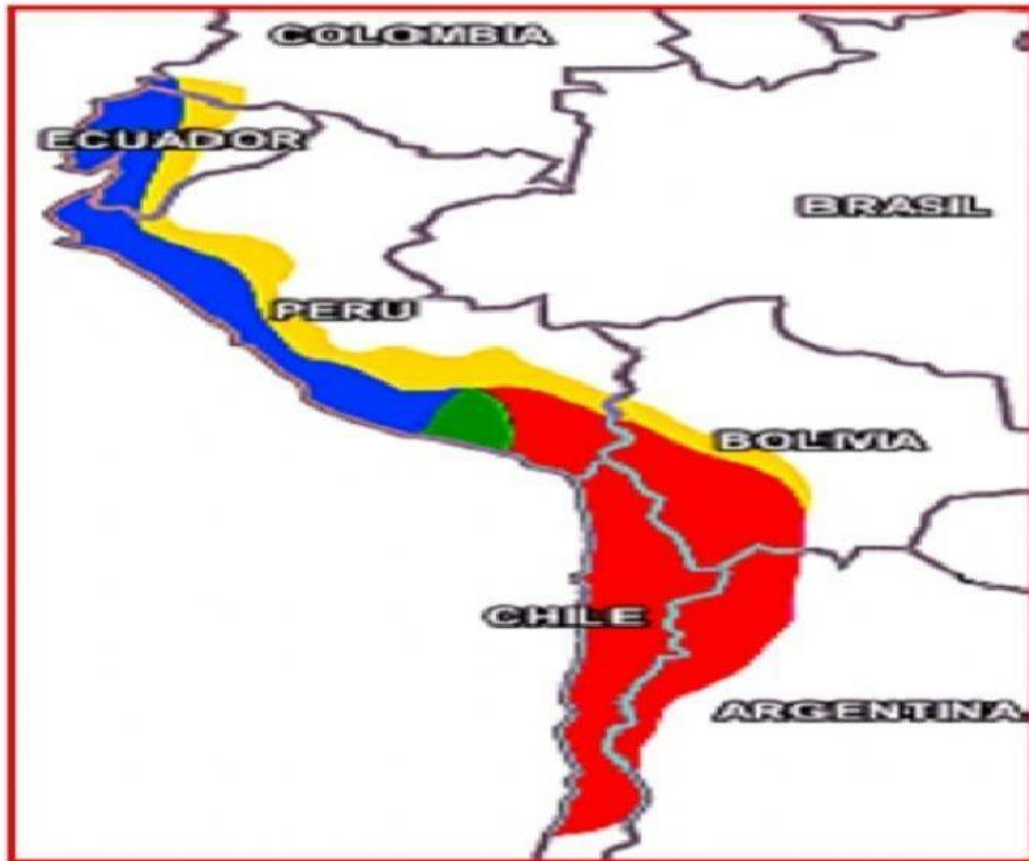 COLOMBIA
ECUADOR
BRASIL
PERU
BOLIVIA
CHILE
ARGENTINA